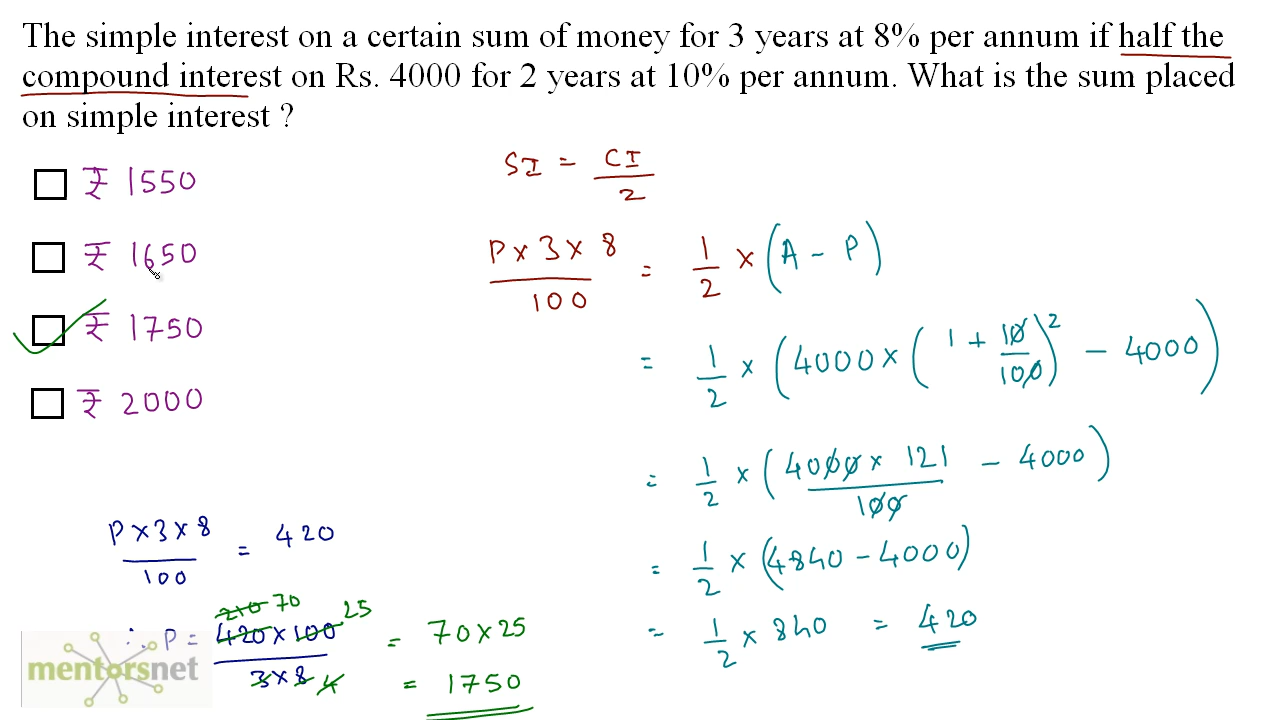 The simple interest on a certain sum of money for 3 years at 8% per annum if half the
compound interest on Rs. 4000 for 2 years at 10% per annum. What is the sum placed
on simple interest ?
₹ 1550
₹ 1650
₹ 1750
₹ 2000
SI = CI/2
P × 3 × 8 / 100 = 1/2 × (A - P)
= 1/2 × (4000 × (1 + 10/100)^2 - 4000)
= 1/2 × (4000 × 121 / 100 - 4000)
= 1/2 × (4840 - 4000)
= 1/2 × 840 = 420
P × 3 × 8 / 100 = 420
210 70 25
∴ P = 420 × 100 / 3 × 8 4 = 70 × 25
= 1750
mentorsnet